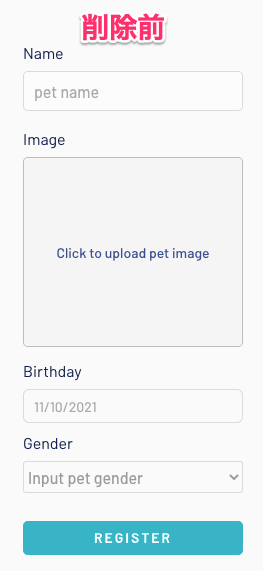 削除前
Name
pet name
Image
Click to upload pet image
Birthday
11/10/2021
Gender
Input pet gender
REGISTER